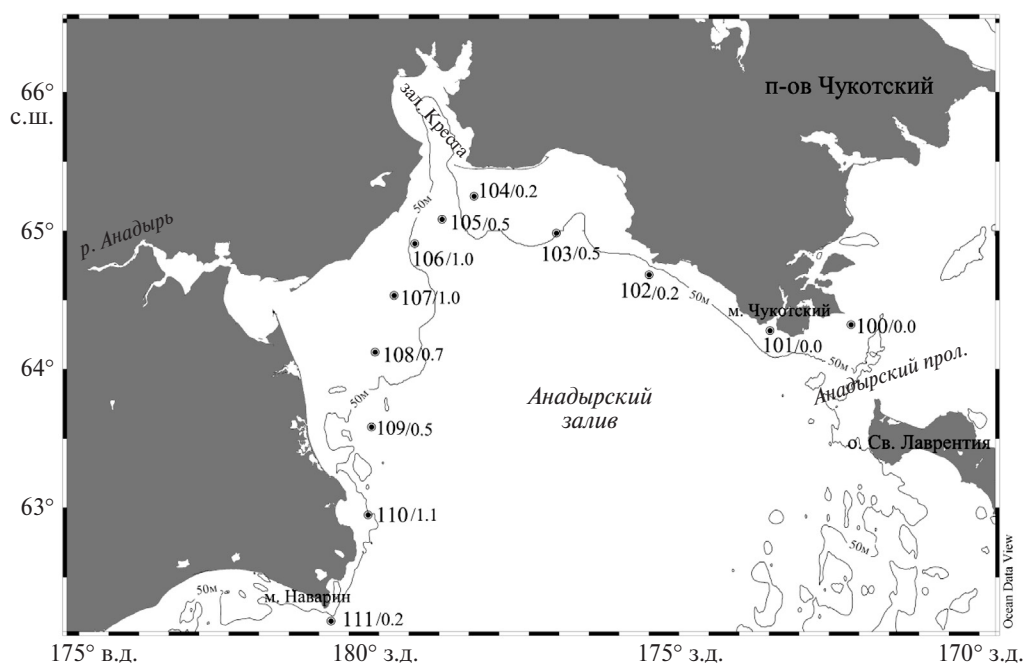 66°
с.ш.
п-ов Чукотский
зал. Креста
104/0.2
50м
105/0.5
р. Анадырь
65°
106/1.0
103/0.5
107/1.0
102/0.2
50м
м. Чукотский
100/0.0
101/0.0
108/0.7
64°
50м
Анадырский прол.
50м
Анадырский
залив
109/0.5
о. Св. Лаврентия
63°
110/1.1
50м
50м
м. Наварин
111/0.2
Ocean Data View
175° в.д.
180° з.д.
175° з.д.
170° з.д.